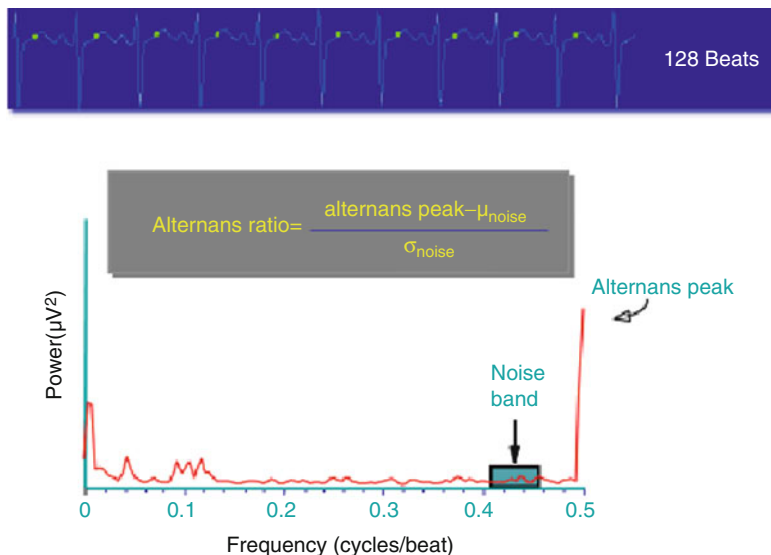 128 Beats
Alternans ratio= alternans peak–μnoise
σnoise
Alternans peak
Noise
band
Power(μV²)
0
0.1
0.2
0.3
0.4
0.5
Frequency (cycles/beat)